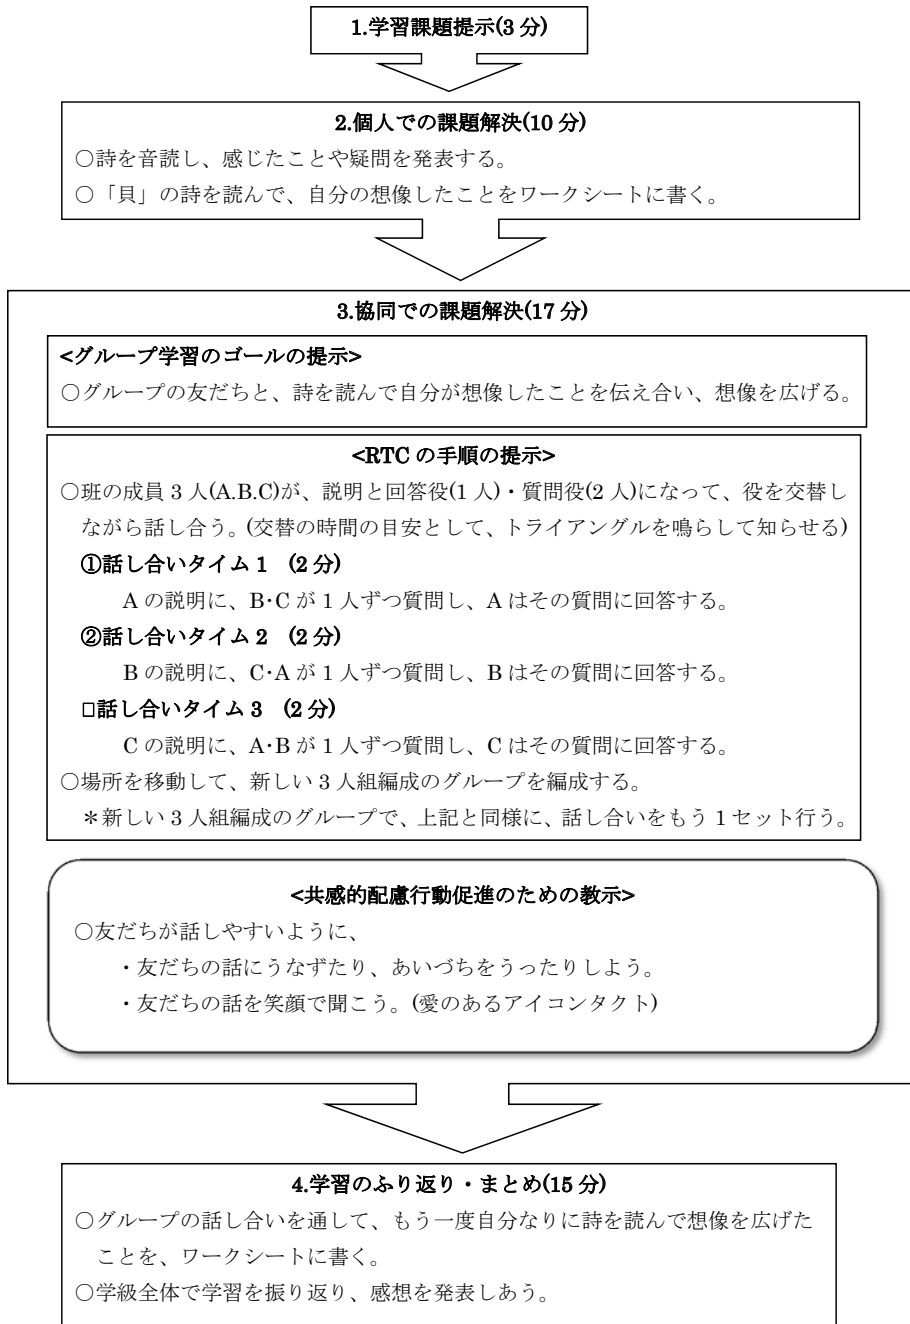 1.学習課題提示(3 分)
2.個人での課題解決(10 分)
○詩を音読し、感じたことや疑問を発表する。
○「貝」の詩を読んで、自分の想像したことをワークシートに書く。
3.協同での課題解決(17 分)
<グループ学習のゴールの提示>
○グループの友だちと、詩を読んで自分が想像したことを伝え合い、想像を広げる。
<RTC の手順の提示>
○班の成員 3 人(A.B.C)が、説明と回答役(1 人)・質問役(2 人)になって、役を交替し
ながら話し合う。(交替の時間の目安として、トライアングルを鳴らして知らせる)
①話し合いタイム 1 (2 分)
A の説明に、B・C が 1 人ずつ質問し、A はその質問に回答する。
②話し合いタイム 2 (2 分)
B の説明に、C・A が 1 人ずつ質問し、B はその質問に回答する。
□話し合いタイム 3 (2 分)
C の説明に、A・B が 1 人ずつ質問し、C はその質問に回答する。
○場所を移動して、新しい 3 人組編成のグループを編成する。
＊新しい 3 人組編成のグループで、上記と同様に、話し合いをもう 1 セット行う。
<共感的配慮行動促進のための教示>
○友だちが話しやすいように、
・友だちの話にうなずたり、あいづちをうったりしよう。
・友だちの話を笑顔で聞こう。(愛のあるアイコンタクト)
4.学習のふり返り・まとめ(15 分)
○グループの話し合いを通して、もう一度自分なりに詩を読んで想像を広げた
ことを、ワークシートに書く。
○学級全体で学習を振り返り、感想を発表しあう。